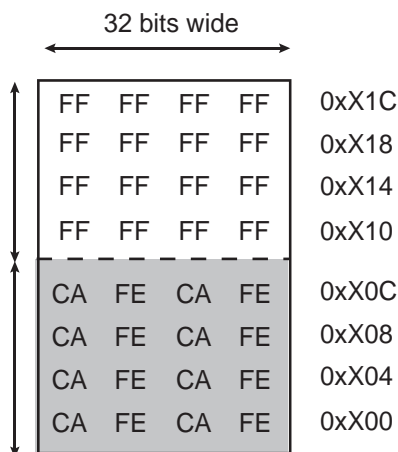 32 bits wide
FF FF FF FF 0xX1C
FF FF FF FF 0xX18
FF FF FF FF 0xX14
FF FF FF FF 0xX10
CA FE CA FE 0xX0C
CA FE CA FE 0xX08
CA FE CA FE 0xX04
CA FE CA FE 0xX00